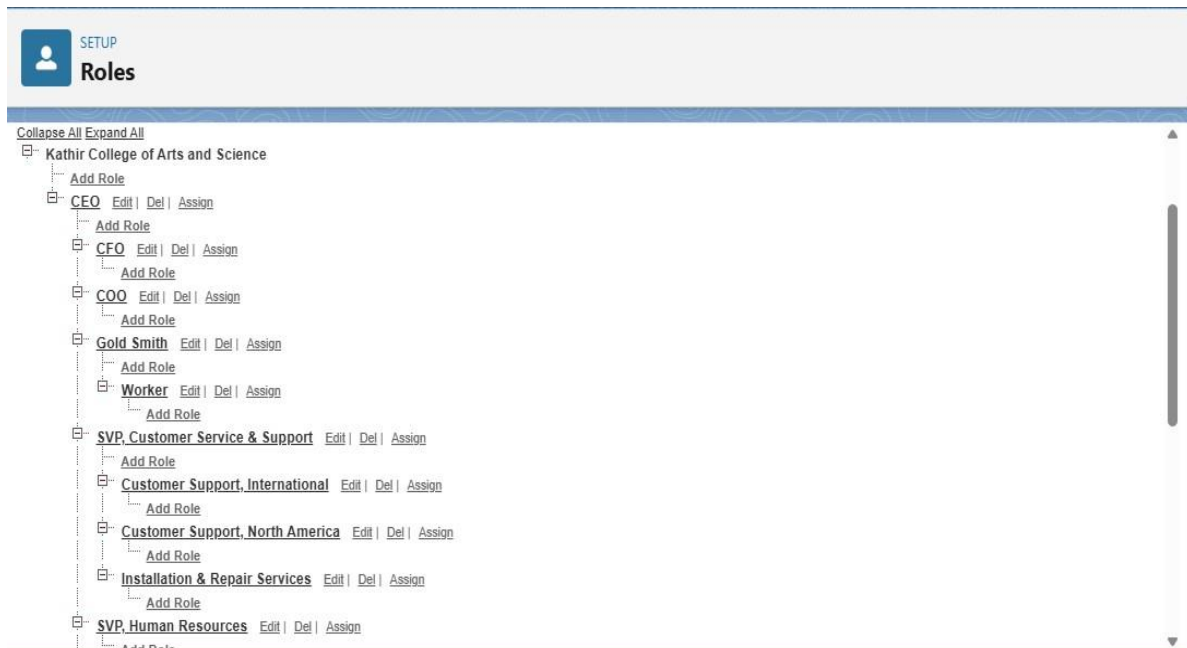 SETUP
Roles
Collapse All Expand All
Kathir College of Arts and Science
Add Role
CEO Edit | Del | Assign
Add Role
CFO Edit | Del | Assign
Add Role
COO Edit | Del | Assign
Add Role
Gold Smith Edit | Del | Assign
Add Role
Worker Edit | Del | Assign
Add Role
SVP, Customer Service & Support Edit | Del | Assign
Add Role
Customer Support, International Edit | Del | Assign
Add Role
Customer Support, North America Edit | Del | Assign
Add Role
Installation & Repair Services Edit | Del | Assign
Add Role
SVP, Human Resources Edit | Del | Assign
Add Role